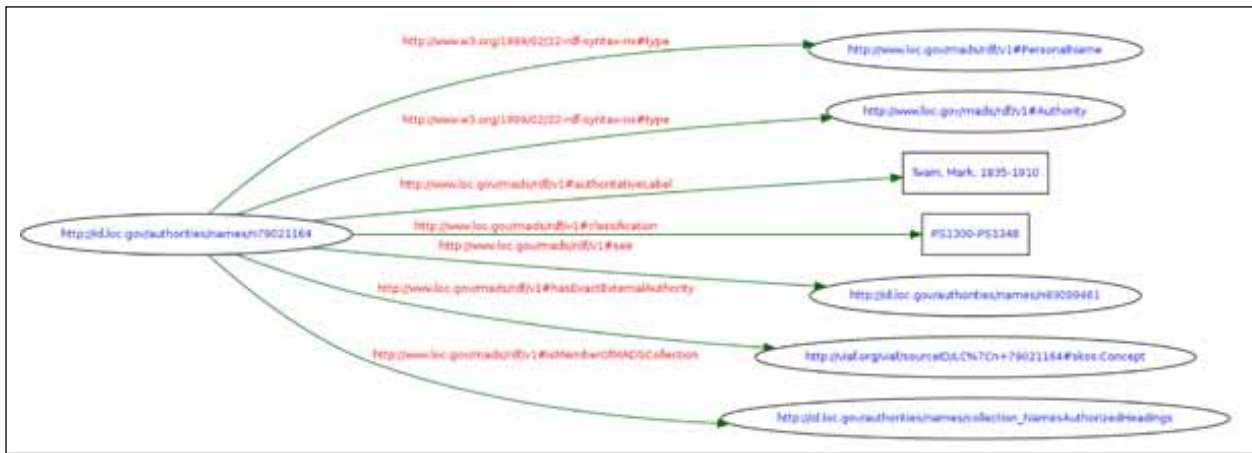 http://www.w3.org/1999/02/22-rdf-syntax-ns#type
http://www.loc.gov/mads/rdf/v1#PersonalName
http://www.w3.org/1999/02/22-rdf-syntax-ns#type
http://www.loc.gov/mads/rdf/v1#Authority
http://www.loc.gov/mads/rdf/v1#authoritativeLabel
Twain, Mark, 1835-1910
http://id.loc.gov/authorities/names/n79021164
http://www.loc.gov/mads/rdf/v1#classification
PS1300-PS1348
http://www.loc.gov/mads/rdf/v1#see
http://www.loc.gov/mads/rdf/v1#hasExactExternalAuthority
http://id.loc.gov/authorities/names/n83099461
http://www.loc.gov/mads/rdf/v1#isMemberOfMADSCollection
http://viaf.org/viaf/sourceID/LC%7Cn+79021164#skos:Concept
http://id.loc.gov/authorities/names/collection_NamesAuthorizedHeadings